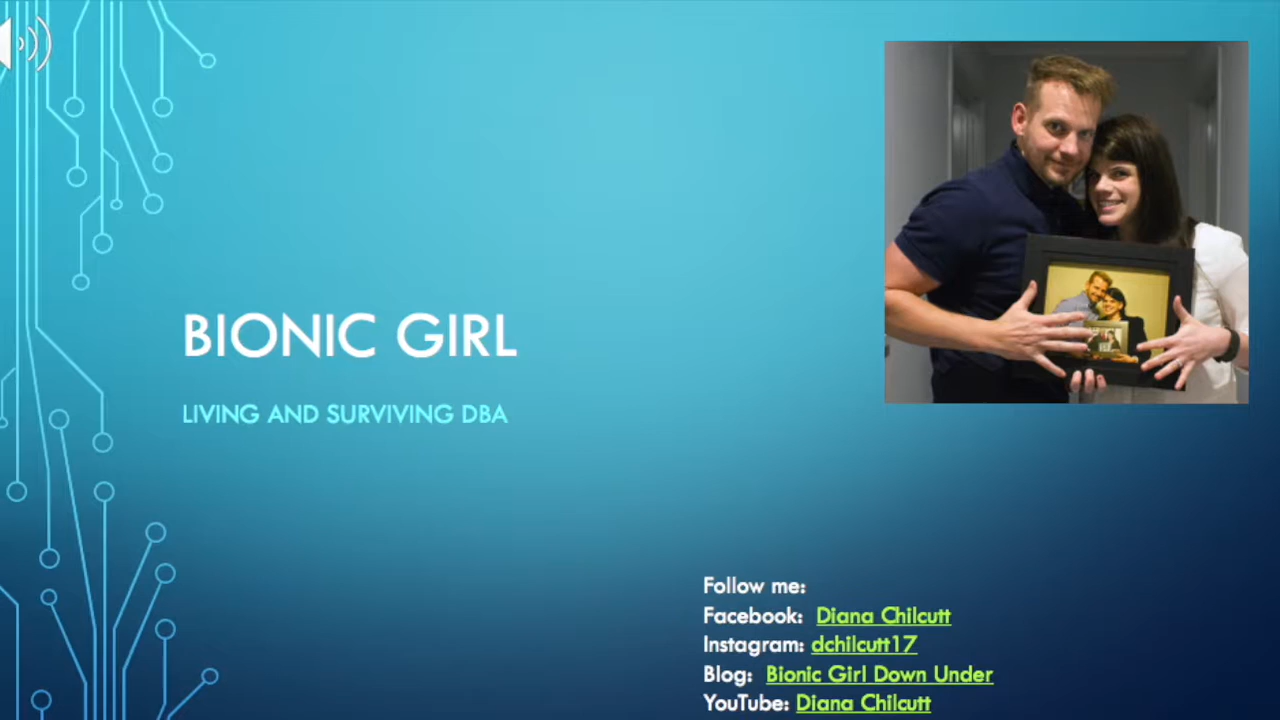 BIONIC GIRL
LIVING AND SURVIVING DBA
Follow me:
Facebook: Diana Chilcutt
Instagram: dchilcutt17
Blog: Bionic Girl Down Under
YouTube: Diana Chilcutt